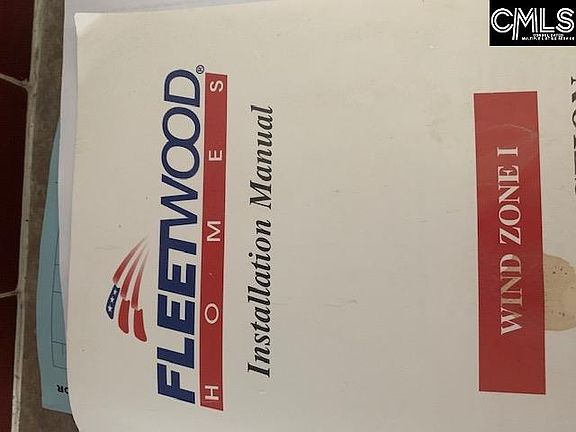 CMLS
FLEETWOOD®
HOMES
Installation Manual
WIND ZONE I